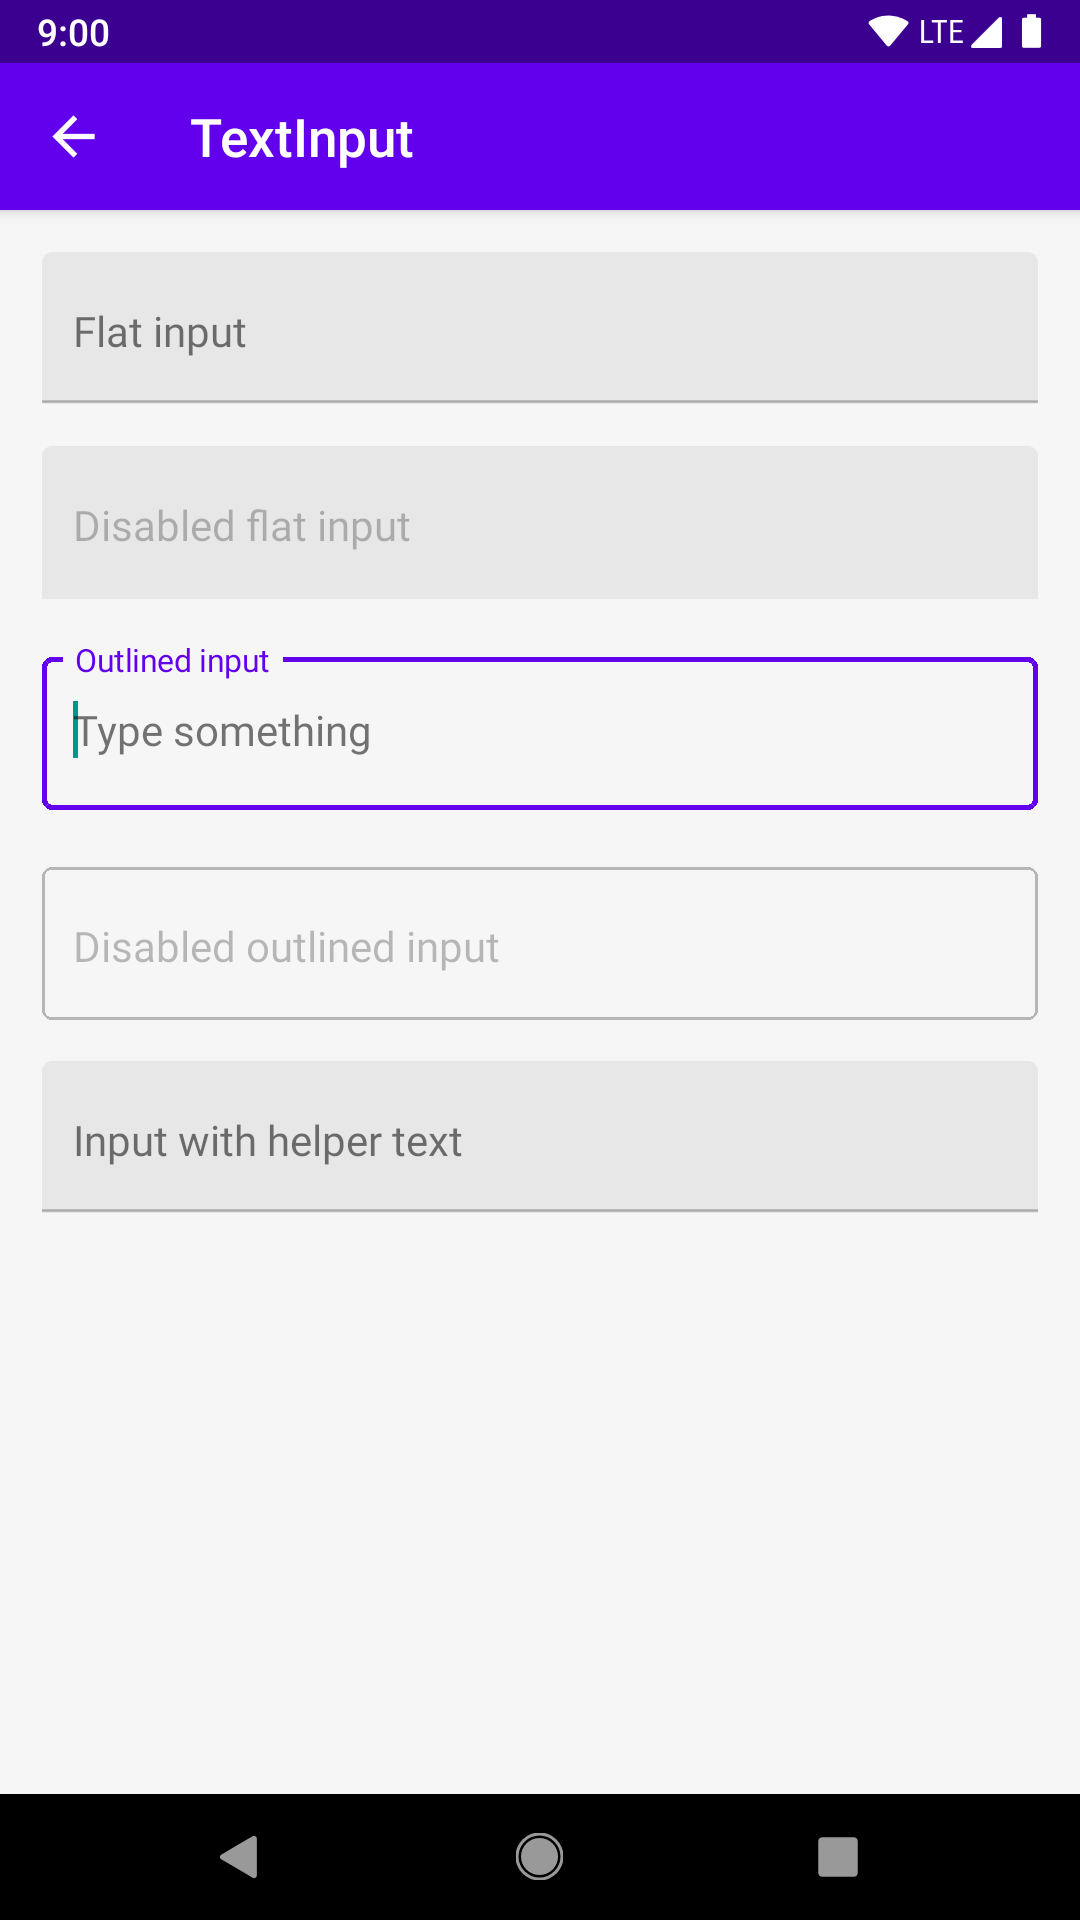 9:00 LTE
TextInput
Flat input
Disabled flat input
Outlined input
Type something
Disabled outlined input
Input with helper text